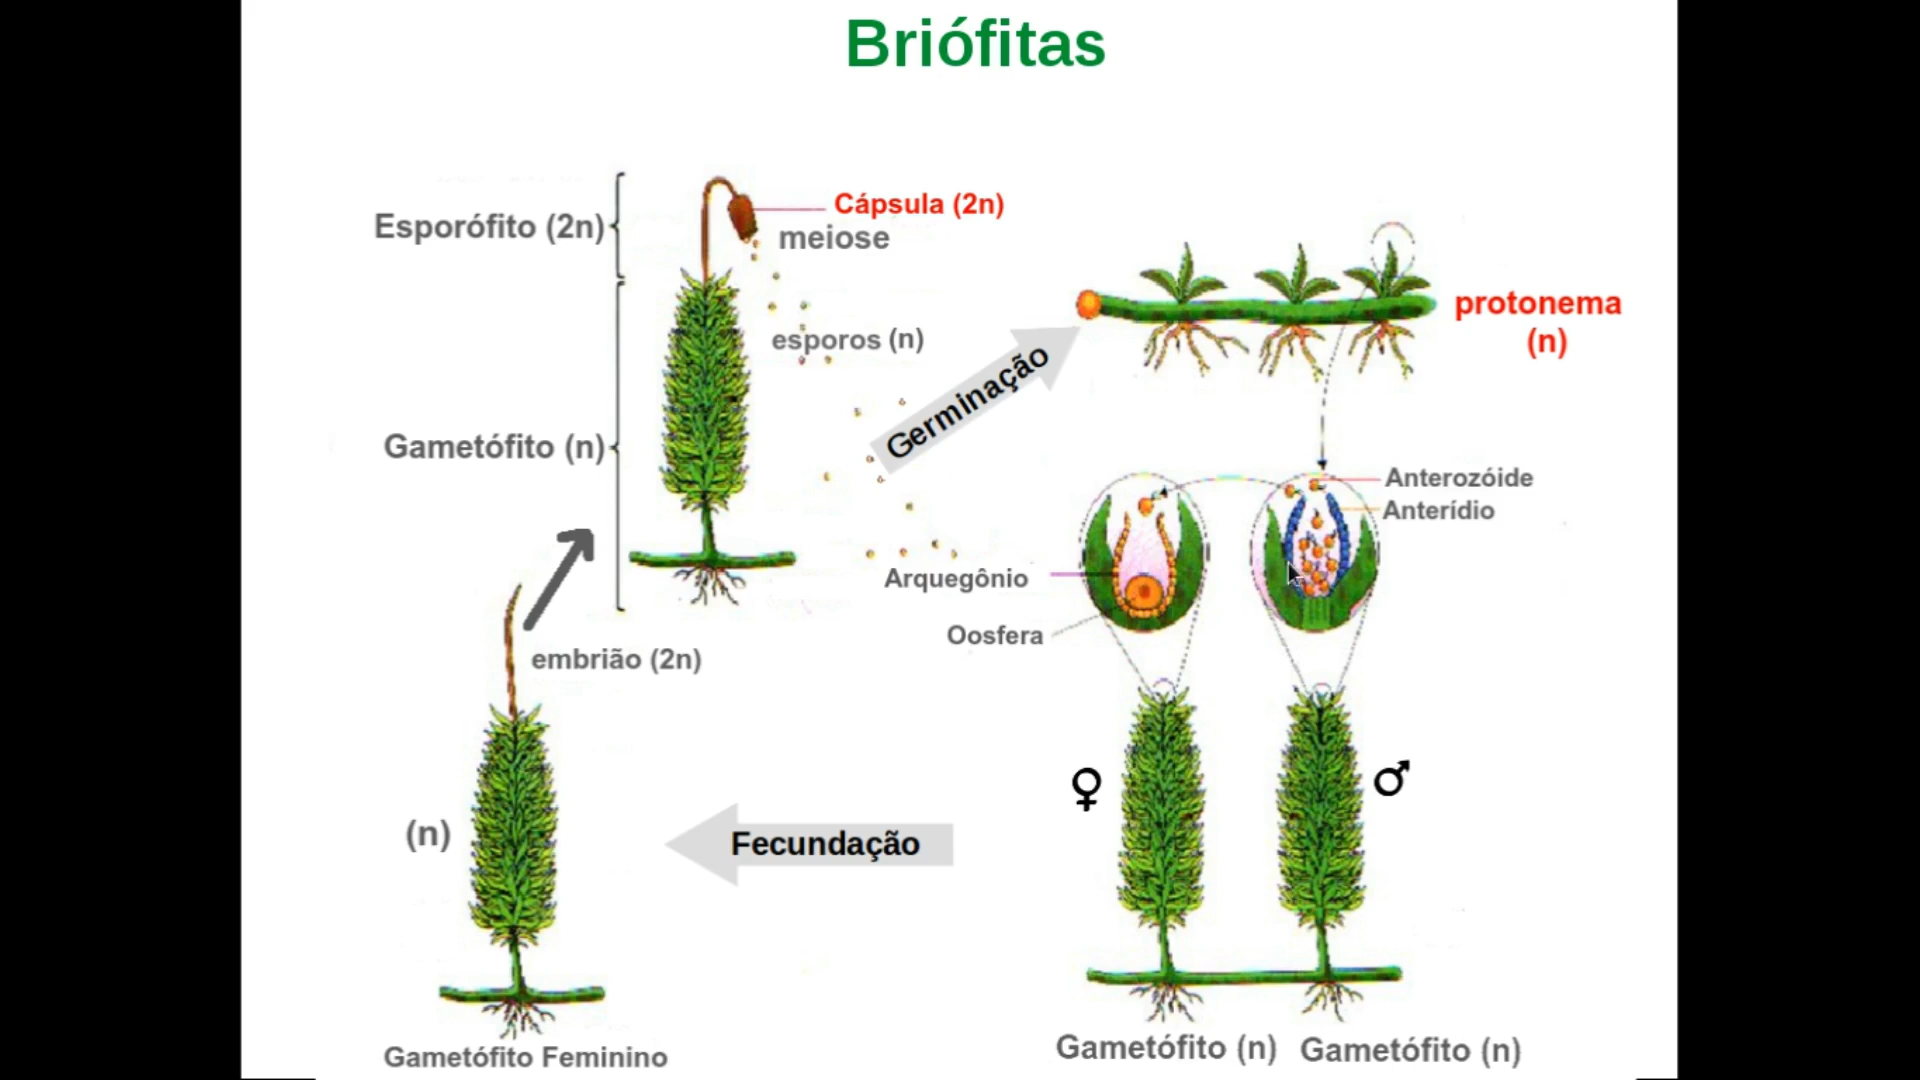 Briófitas
Esporófito (2n)
Cápsula (2n)
meiose
esporos (n)
Germinação
protonema
(n)
Gametófito (n)
Anterozóide
Anterídio
Arquegônio
Oosfera
embrião (2n)
(n)
Fecundação
♀
♂
Gametófito Feminino
Gametófito (n)
Gametófito (n)